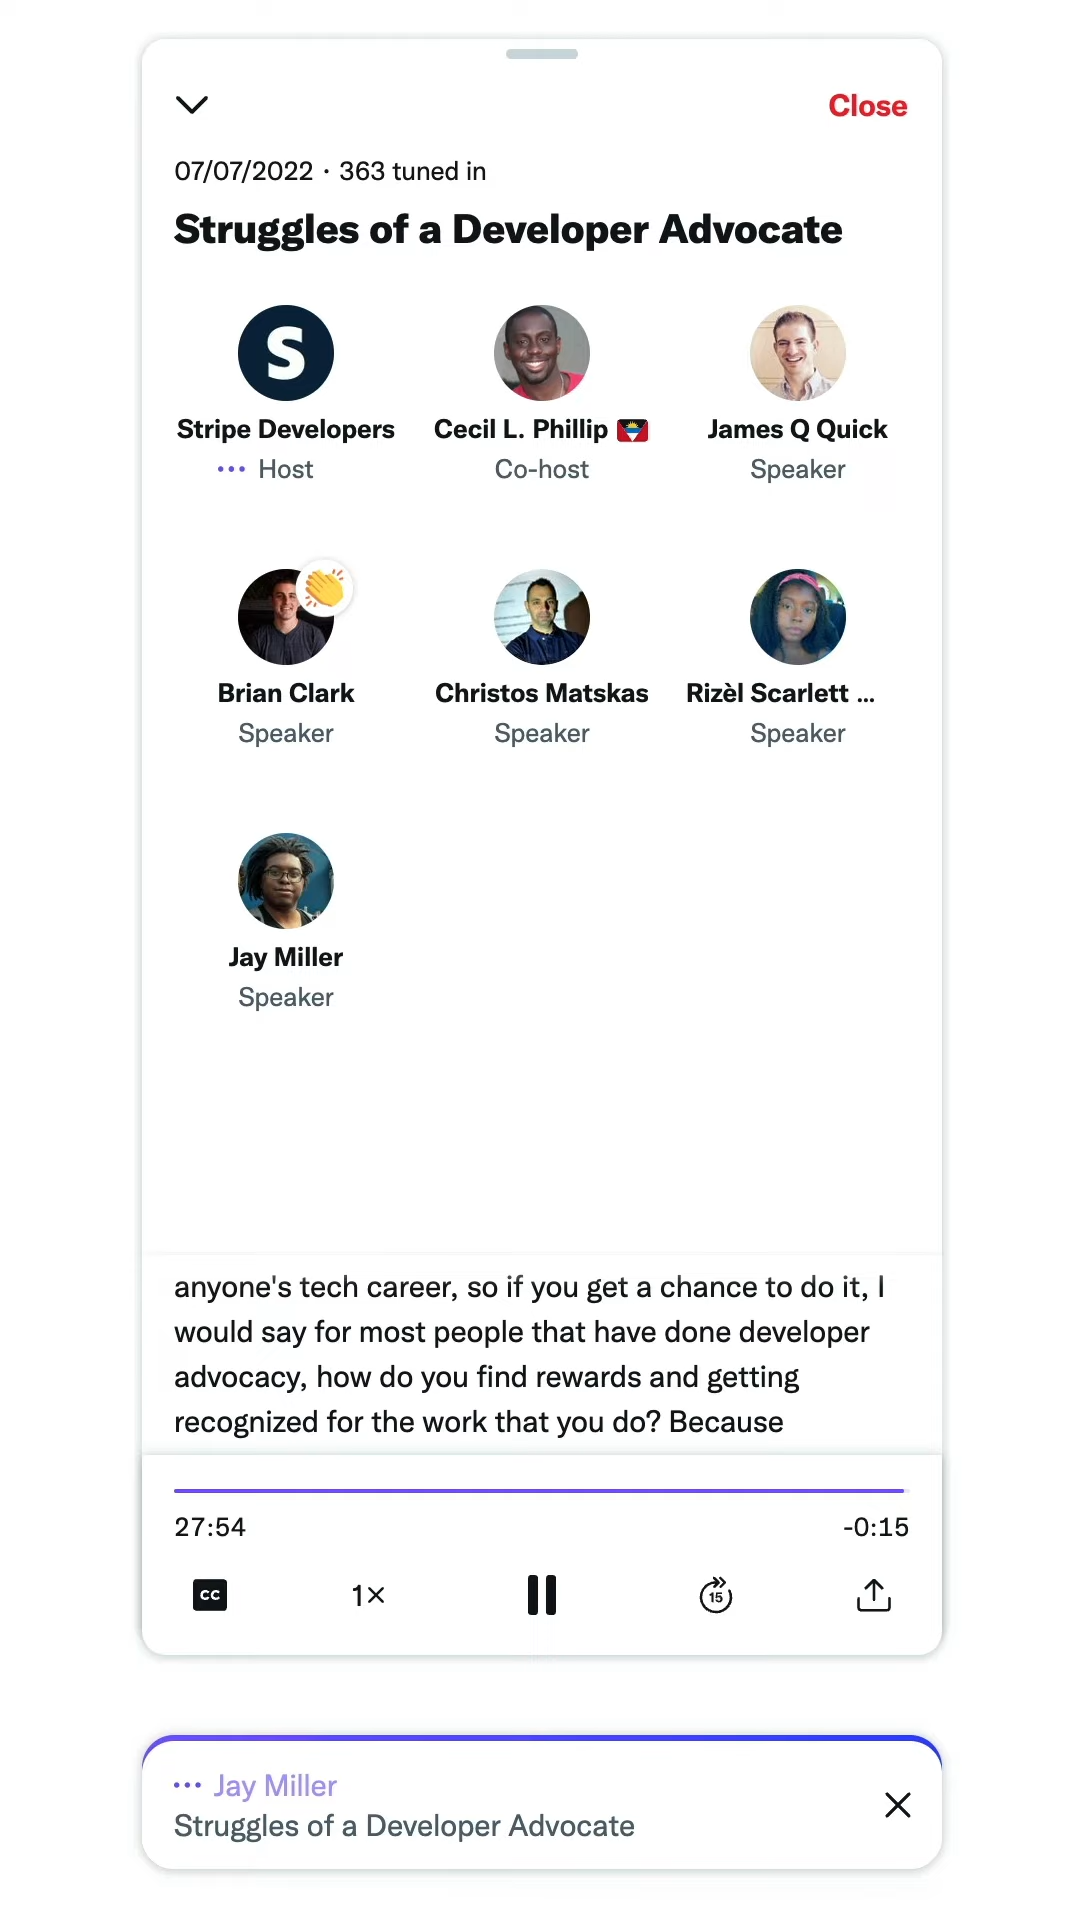 Close
07/07/2022 · 363 tuned in
Struggles of a Developer Advocate
S
Stripe Developers
Cecil L. Phillip 🇦🇬
James Q Quick
••• Host
Co-host
Speaker
Brian Clark
Christos Matskas
Rizèl Scarlett ...
Speaker
Speaker
Speaker
Jay Miller
Speaker
anyone's tech career, so if you get a chance to do it, I
would say for most people that have done developer
advocacy, how do you find rewards and getting
recognized for the work that you do? Because
27:54
-0:15
CC
1×
15
••• Jay Miller
Struggles of a Developer Advocate